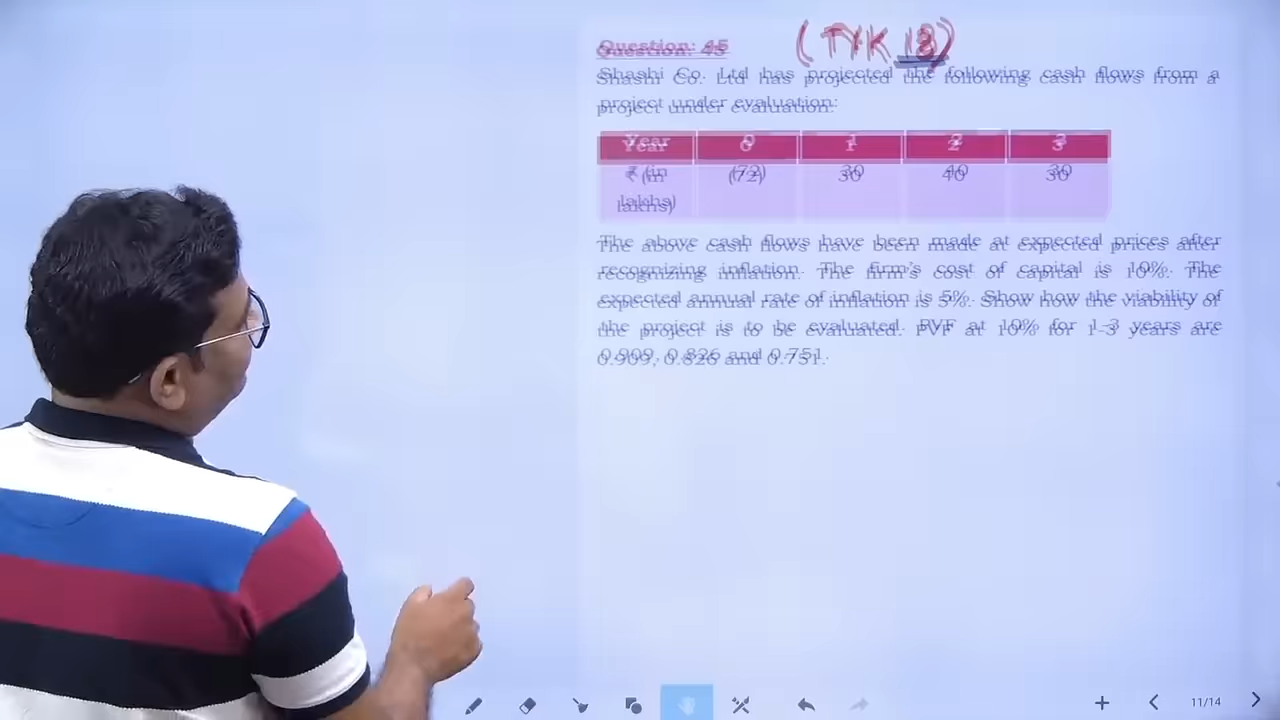 Question: 45 (TYK 18)
Shashi Co. Ltd has projected the following cash flows from a
project under evaluation:
Year 0 1 2 3
₹ (in lakhs) (72) 30 40 30
The above cash flows have been made at expected prices after
recognizing inflation. The firm's cost of capital is 10%. The
expected annual rate of inflation is 5%. Show how the viability of
the project is to be evaluated. PVF at 10% for 1-3 years are
0.909, 0.826 and 0.751.
11/14